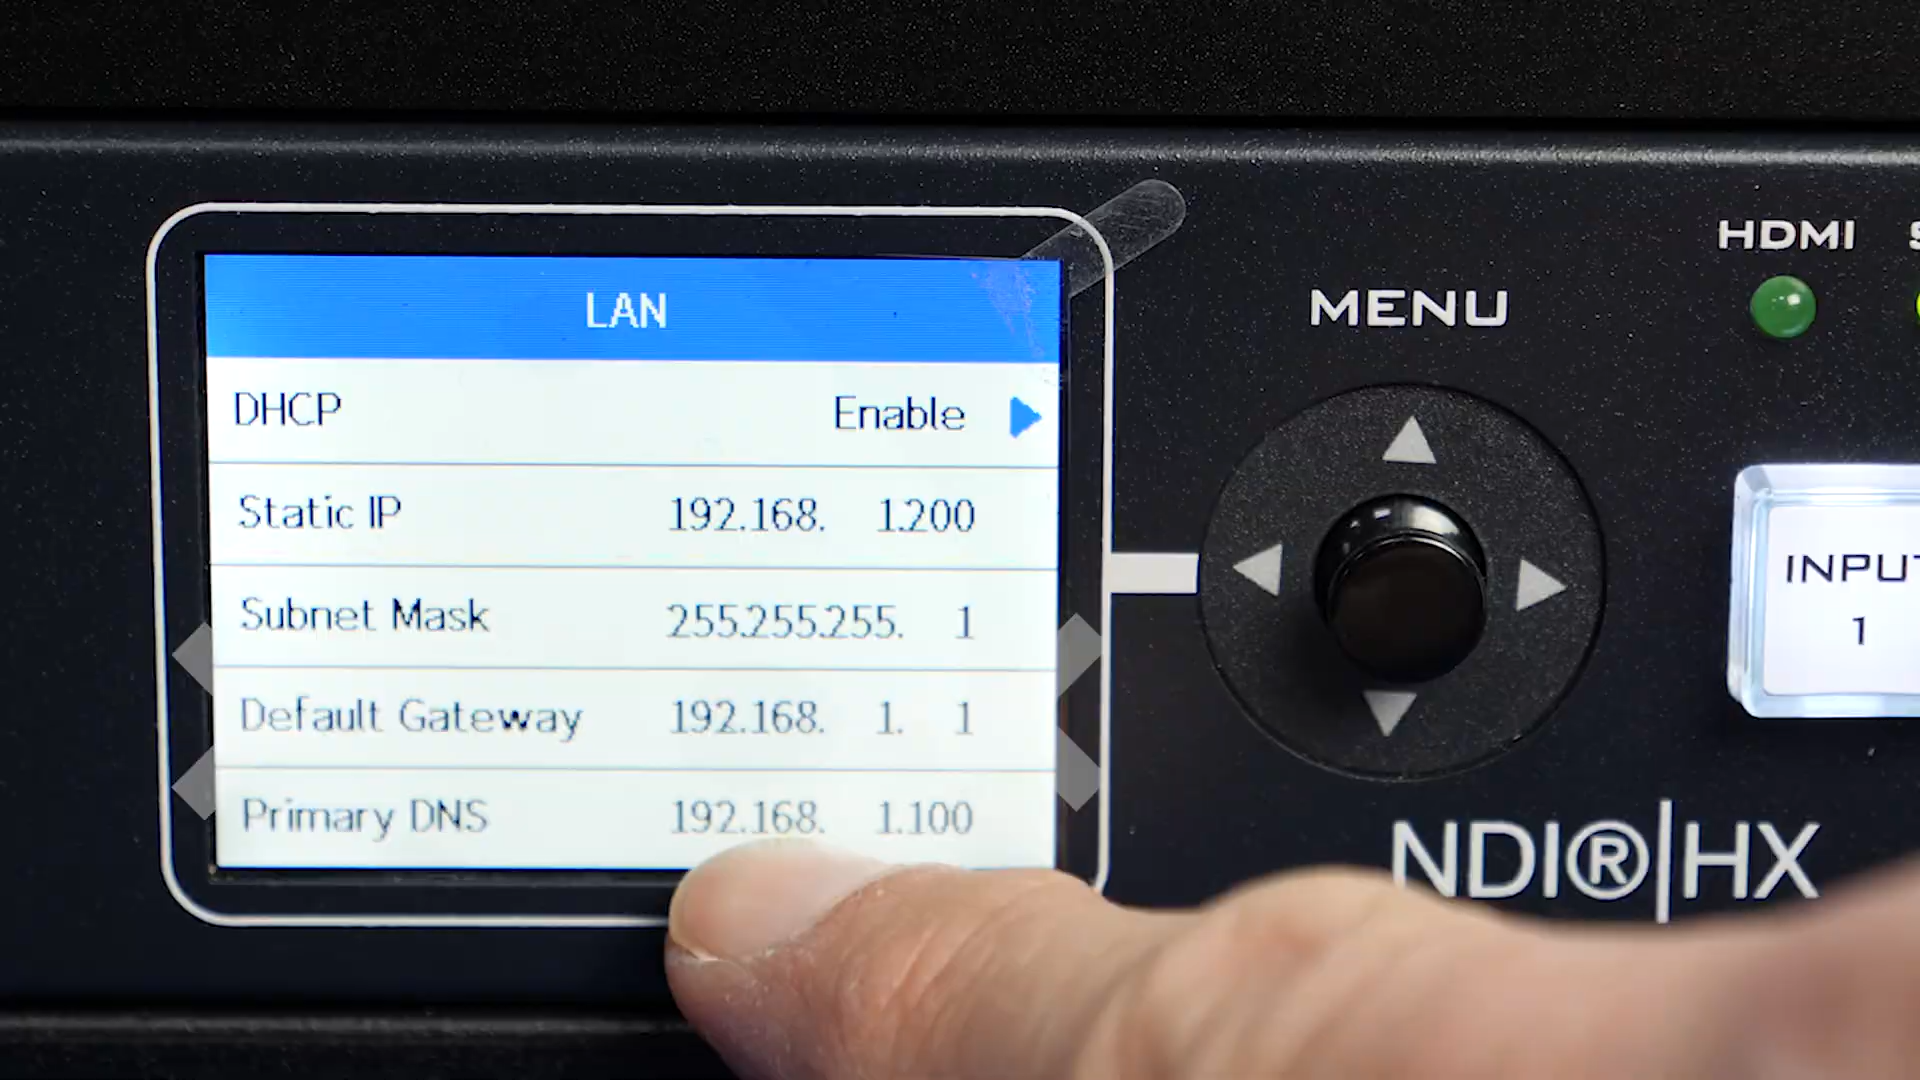 LAN
DHCP Enable
Static IP 192.168. 1.200
Subnet Mask 255.255.255. 1
Default Gateway 192.168. 1. 1
Primary DNS 192.168. 1.100
MENU
HDMI
INPUT
1
NDI®|HX